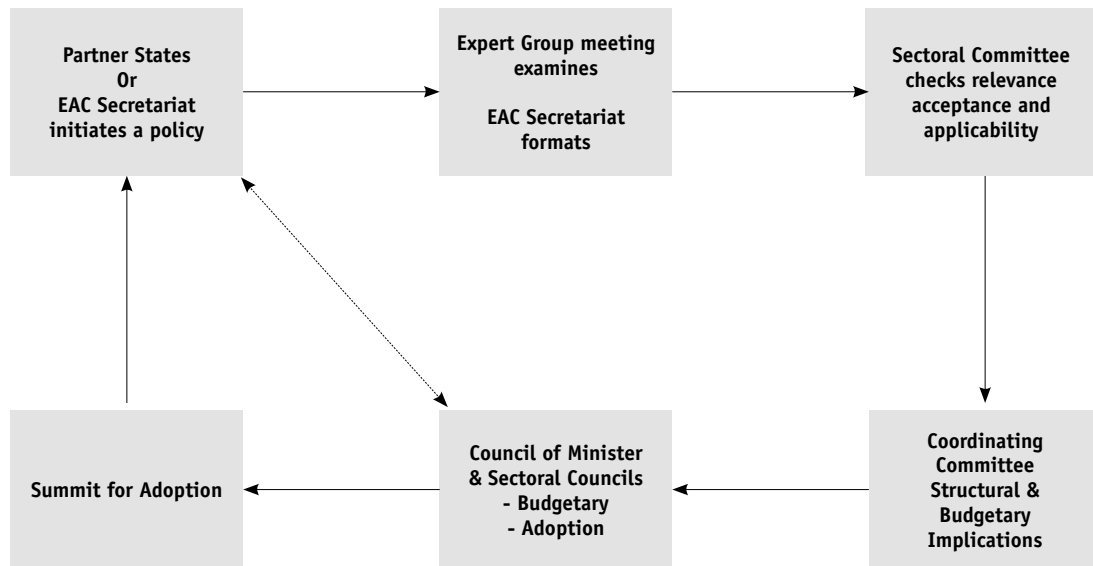 Partner States
Or
EAC Secretariat
initiates a policy
Expert Group meeting
examines
EAC Secretariat
formats
Sectoral Committee
checks relevance
acceptance and
applicability
Summit for Adoption
Council of Minister
& Sectoral Councils
- Budgetary
- Adoption
Coordinating
Committee
Structural &
Budgetary
Implications